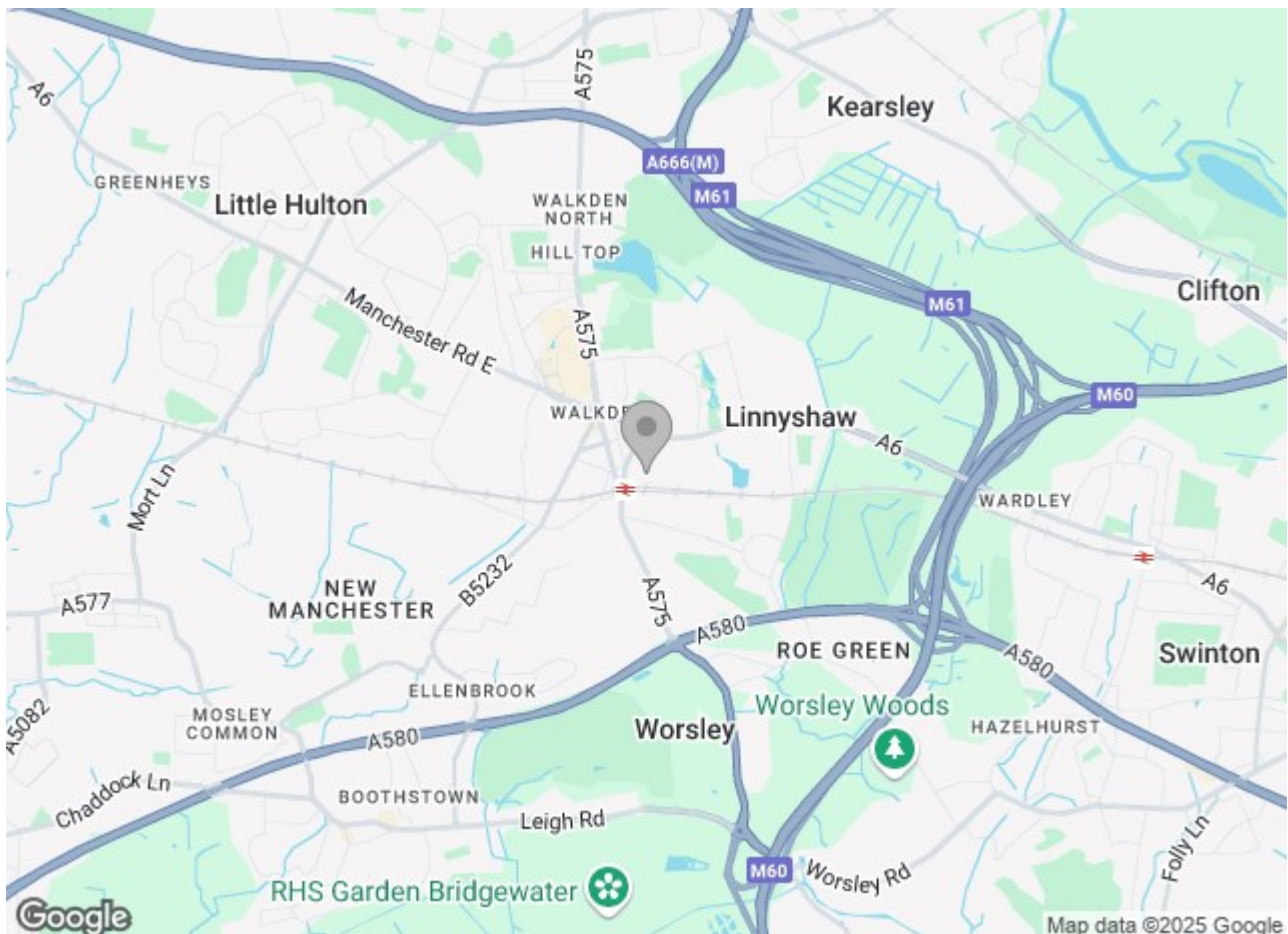 A575
A6
Kearsley
A666(M)
GREENHEYS
M61
Little Hulton
WALKDEN
NORTH
HILL TOP
Clifton
M61
Manchester Rd E
A575
M60
WALKDE
Linnyshaw
A6
WARDLEY
Mort Ln
NEW
MANCHESTER
B5232
A575
A577
A6
A580
ROE GREEN
A580
Swinton
ELLENBROOK
Worsley Woods
A5082
MOSLEY
COMMON
Worsley
HAZELHURST
A580
Chaddock Ln
BOOTHSTOWN
Leigh Rd
Folly Ln
M60
Worsley Rd
RHS Garden Bridgewater
Google
Map data ©2025 Google